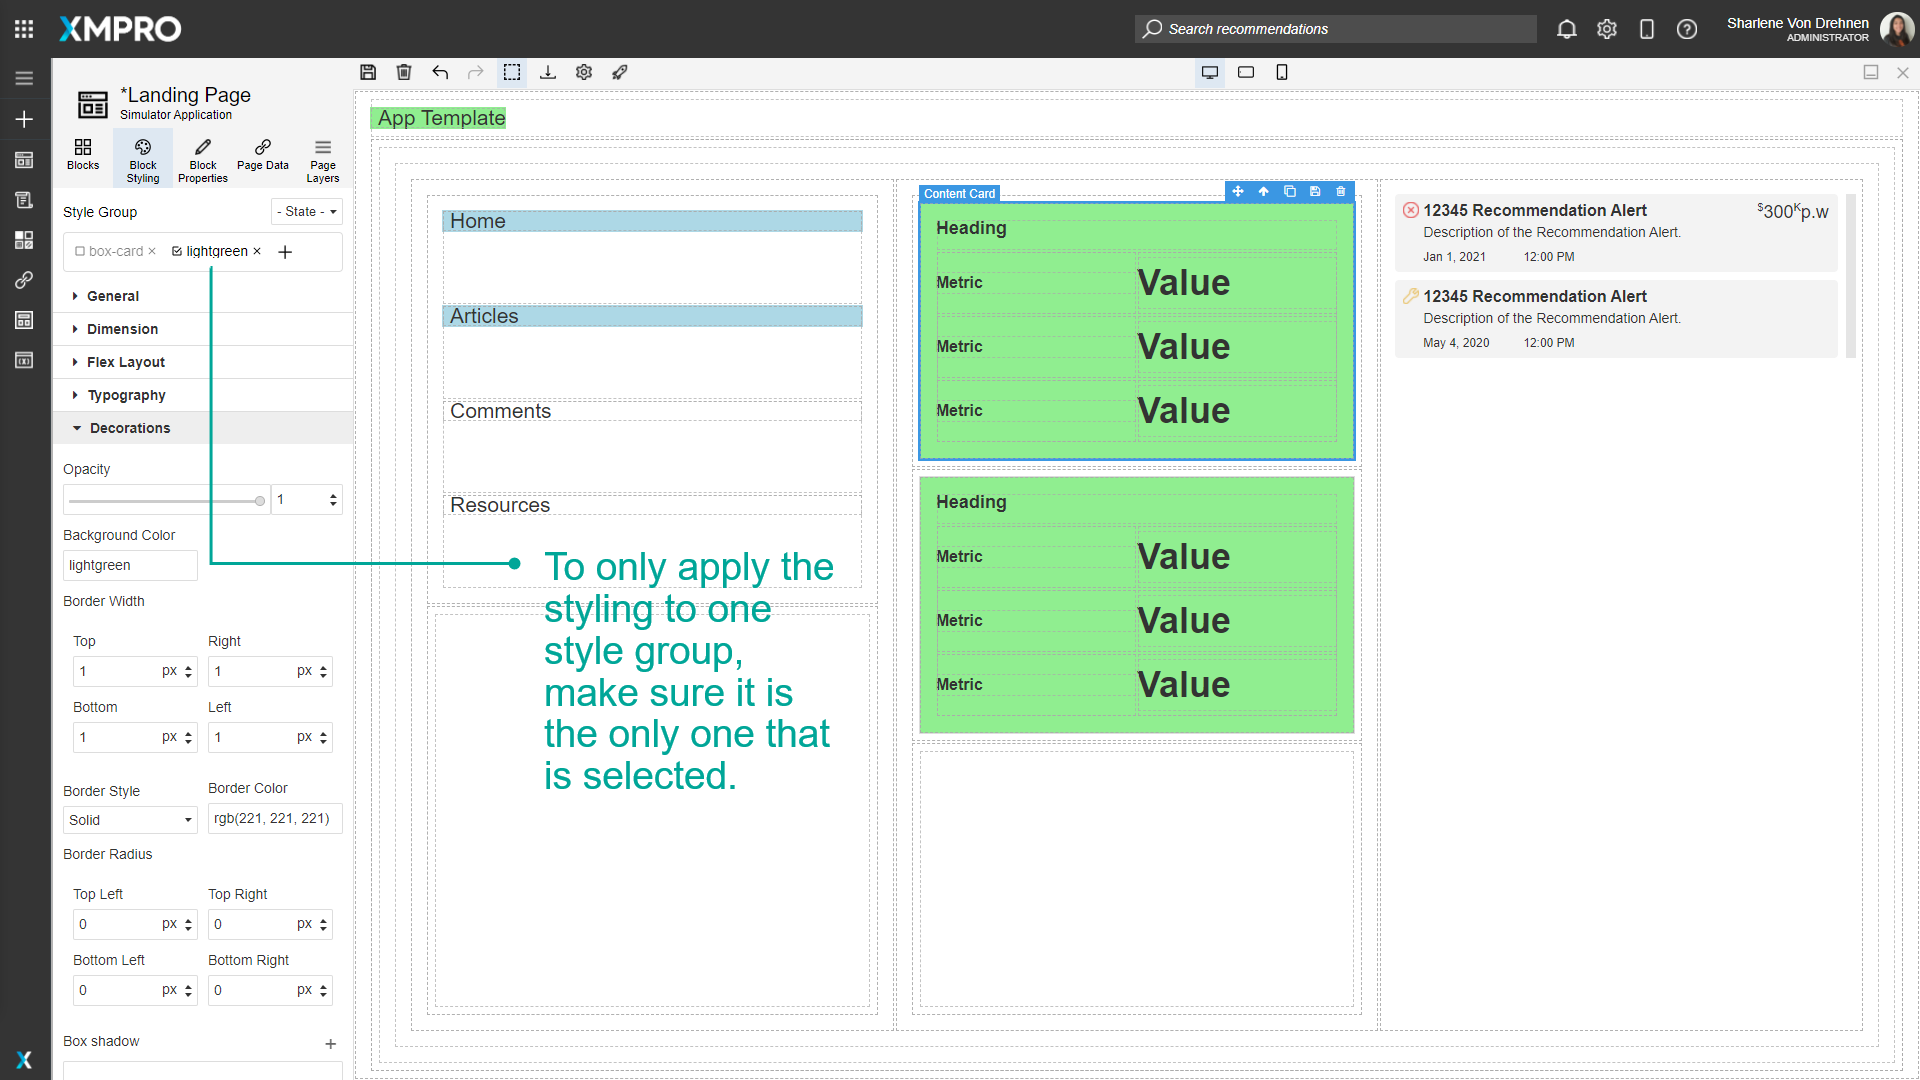 XMPRO
Search recommendations
Sharlene Von Drehnen
ADMINISTRATOR
*Landing Page
Simulator Application
Blocks
Block Styling
Block Properties
Page Data
Page Layers
Style Group
- State -
box-card ×
lightgreen ×
General
Dimension
Flex Layout
Typography
Decorations
Opacity
1
Background Color
lightgreen
Border Width
Top
Right
1 px
1 px
Bottom
Left
1 px
1 px
Border Style
Border Color
Solid
rgb(221, 221, 221)
Border Radius
Top Left
Top Right
0 px
0 px
Bottom Left
Bottom Right
0 px
0 px
Box shadow
App Template
Home
Articles
Comments
Resources
To only apply the
styling to one
style group,
make sure it is
the only one that
is selected.
Content Card
Heading
Metric Value
Metric Value
Metric Value
Heading
Metric Value
Metric Value
Metric Value
12345 Recommendation Alert
$300Kp.w
Description of the Recommendation Alert.
Jan 1, 2021 12:00 PM
12345 Recommendation Alert
Description of the Recommendation Alert.
May 4, 2020 12:00 PM